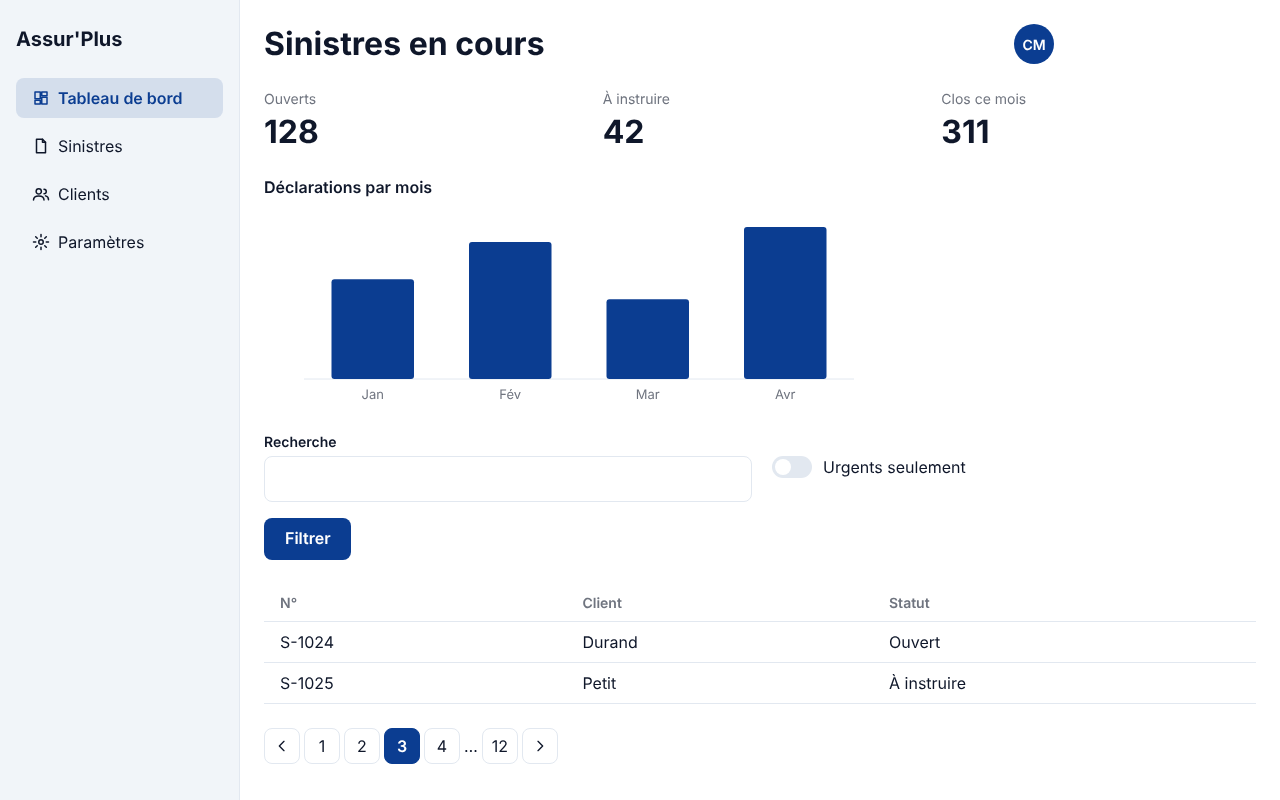 Assur'Plus
Tableau de bord
Sinistres
Clients
Paramètres
Sinistres en cours
CM
Ouverts
128
À instruire
42
Clos ce mois
311
Déclarations par mois
Jan
Fév
Mar
Avr
Recherche
Urgents seulement
Filtrer
N° Client Statut
S-1024 Durand Ouvert
S-1025 Petit À instruire
1 2 3 4 … 12